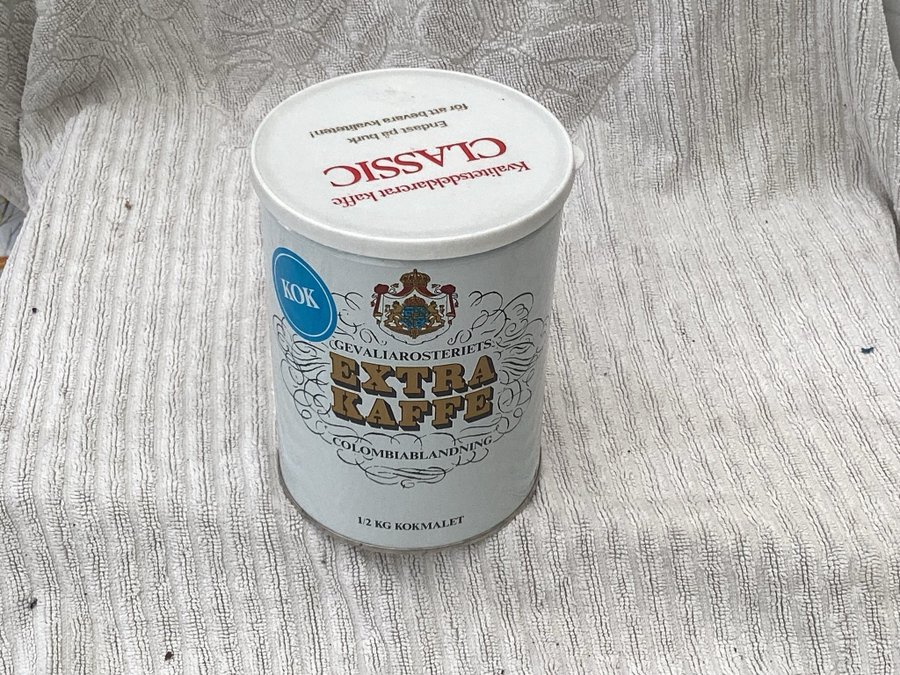 Kvalitetsdeklarerat kaffe
CLASSIC
Endast på burk
för att bevara kvaliteten!
KOK
GEVALIAROSTERIETS
EXTRA
KAFFE
COLOMBIABLANDNING
1/2 KG KOKMALET